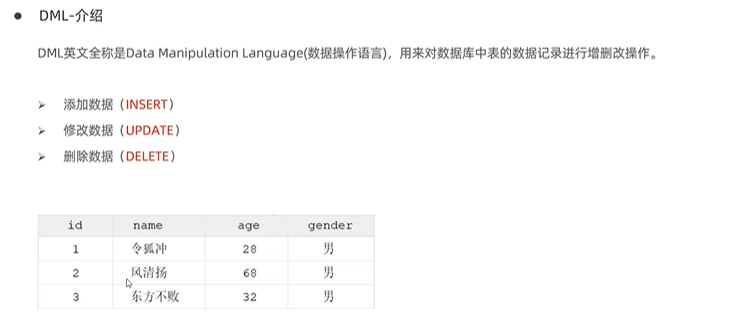 ● DML-介绍
DML英文全称是Data Manipulation Language(数据操作语言)，用来对数据库中表的数据记录进行增删改操作。
➢ 添加数据（INSERT）
➢ 修改数据（UPDATE）
➢ 删除数据（DELETE）
id name age gender
1 令狐冲 28 男
2 风清扬 68 男
3 东方不败 32 男